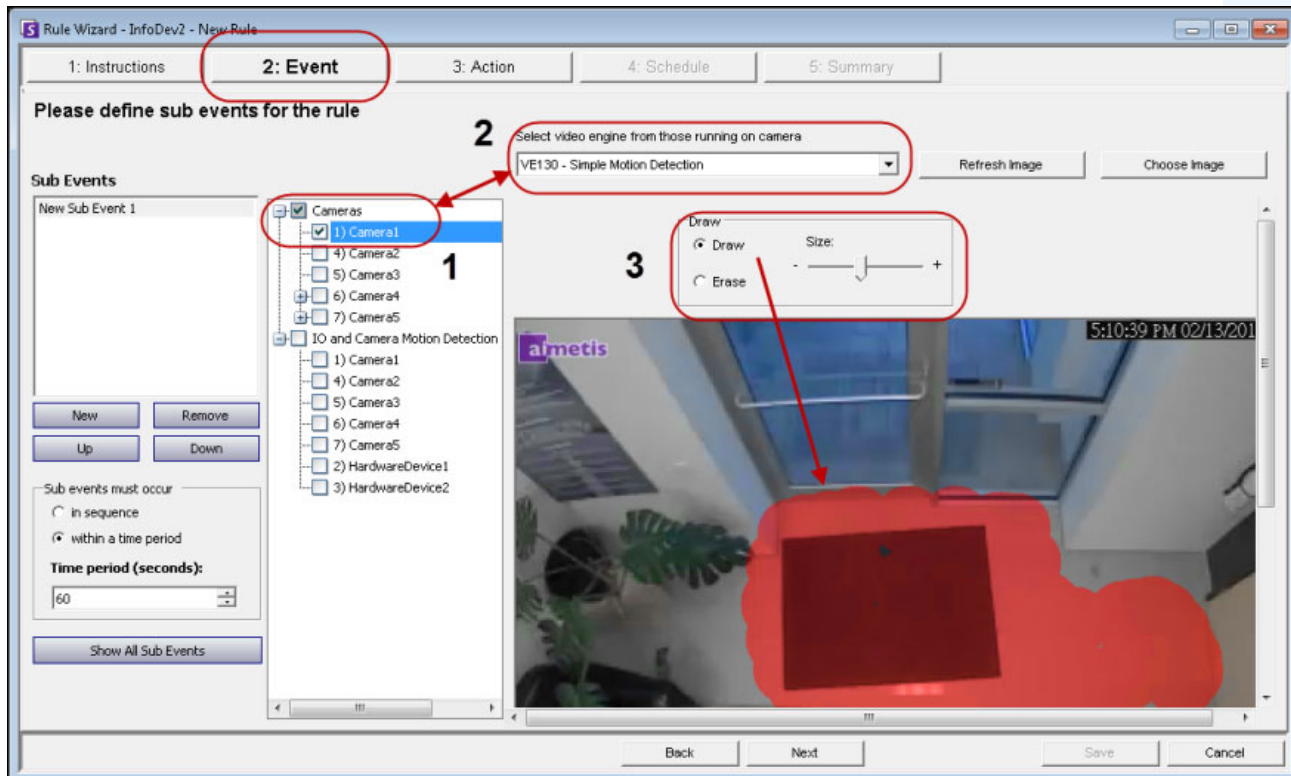 Rule Wizard - InfoDev2 - New Rule
1: Instructions
2: Event
3: Action
4: Schedule
5: Summary
Please define sub events for the rule
2
Select video engine from those running on camera
VE130 - Simple Motion Detection
Refresh Image
Choose Image
Sub Events
New Sub Event 1
Cameras
1) Camera1
4) Camera2
5) Camera3
6) Camera4
7) Camera5
IO and Camera Motion Detection
1) Camera1
4) Camera2
5) Camera3
6) Camera4
7) Camera5
2) HardwareDevice1
3) HardwareDevice2
1
3
Draw
Draw
Size:
- +
Erase
aimetis
5:10:39 PM 02/13/201
New
Remove
Up
Down
Sub events must occur
in sequence
within a time period
Time period (seconds):
60
Show All Sub Events
Back
Next
Save
Cancel